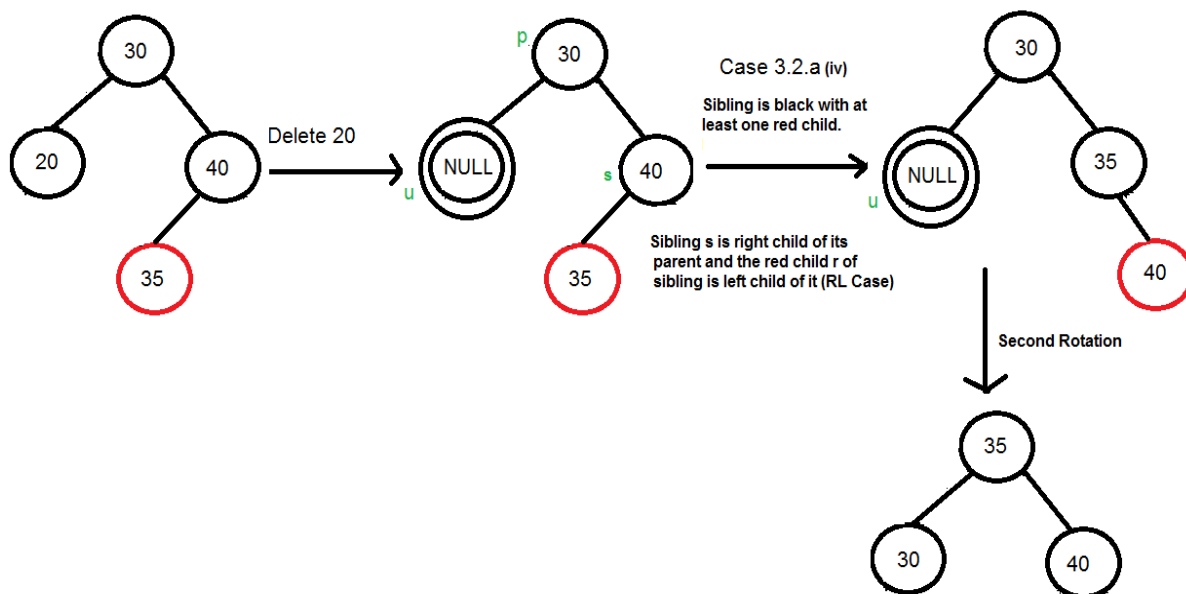 30
20
40
35
Delete 20
p
30
NULL
u
s
40
35
Case 3.2.a (iv)
Sibling is black with at
least one red child.
Sibling s is right child of its
parent and the red child r of
sibling is left child of it (RL Case)
30
NULL
u
35
40
Second Rotation
35
30
40